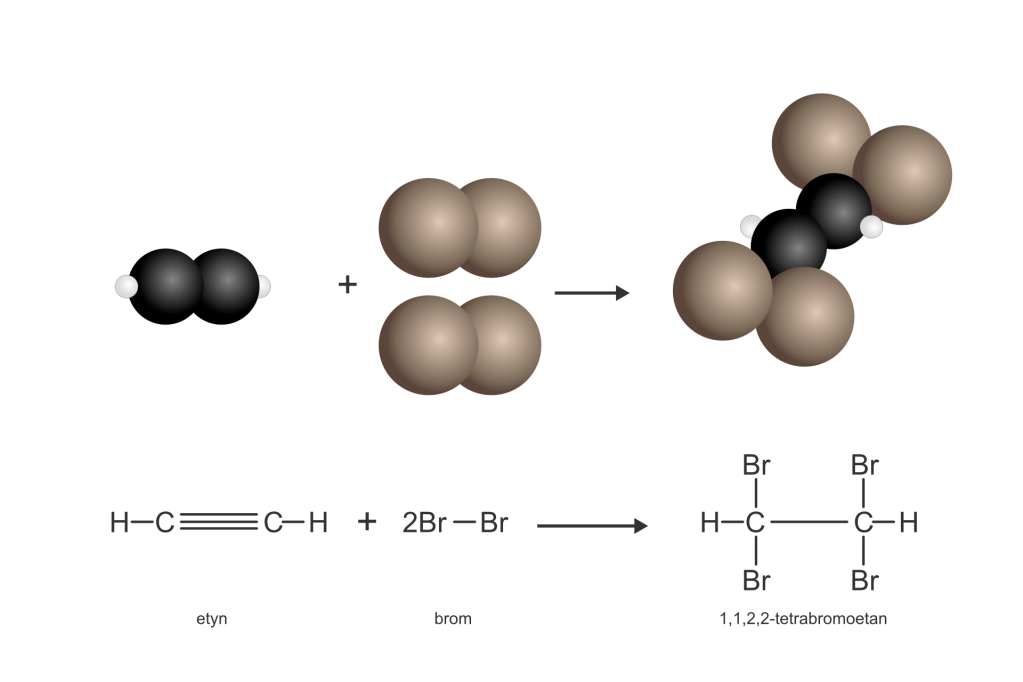 +
Br Br
H–C≡C–H + 2Br–Br → H–C–C–H
Br Br
etyn brom 1,1,2,2-tetrabromoetan